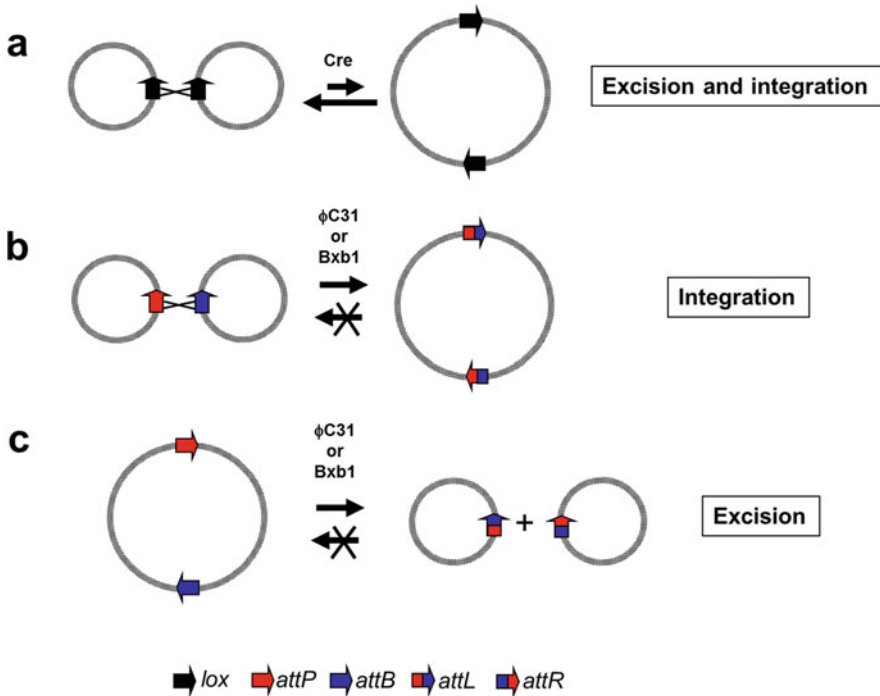 a
Cre
Excision and integration
b
ϕC31
or
Bxb1
Integration
c
ϕC31
or
Bxb1
+
Excision
lox attP attB attL attR